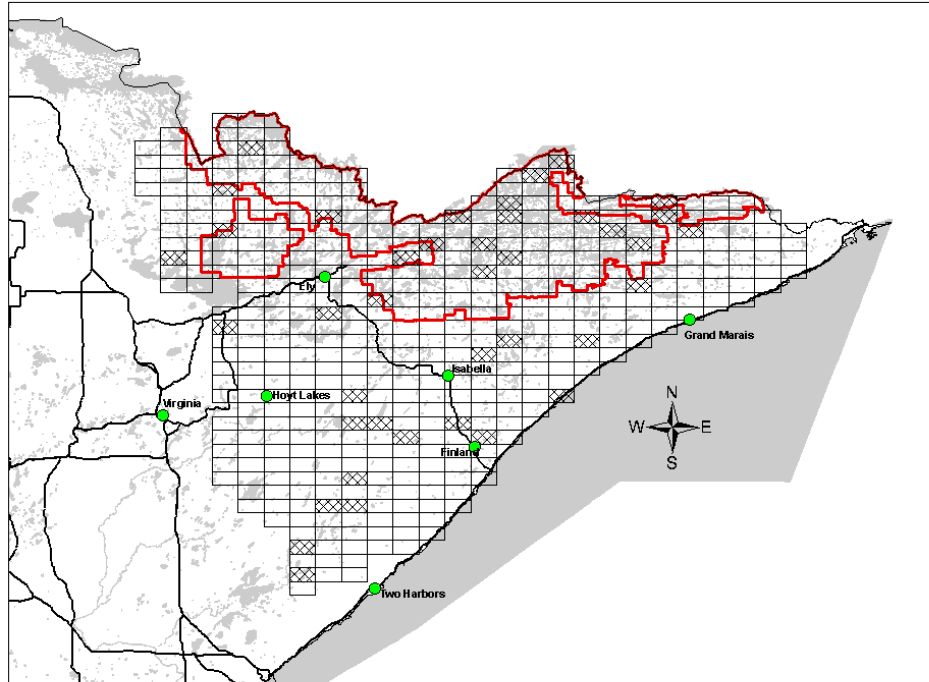 Ely
Grand Marais
Isabella
Hoyt Lakes
Virginia
N
W E
S
Finland
Two Harbors